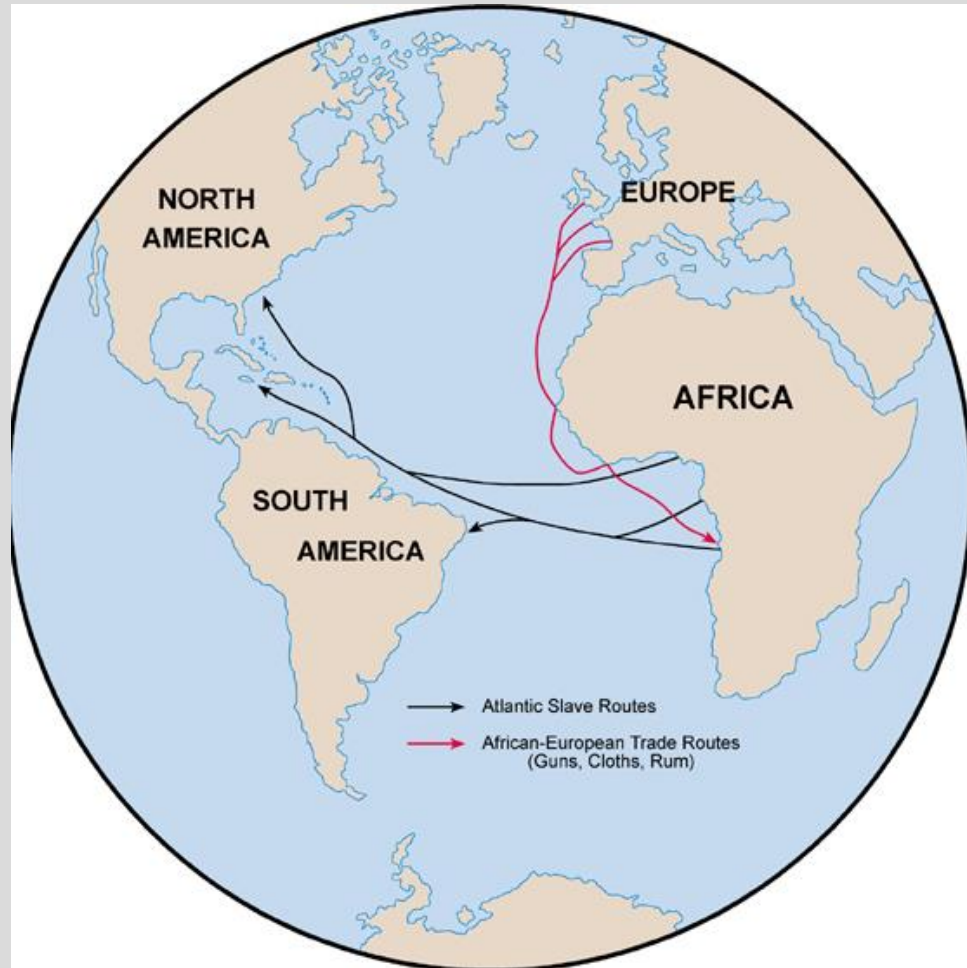 NORTH
AMERICA
EUROPE
AFRICA
SOUTH
AMERICA
Atlantic Slave Routes
African-European Trade Routes
(Guns, Cloths, Rum)